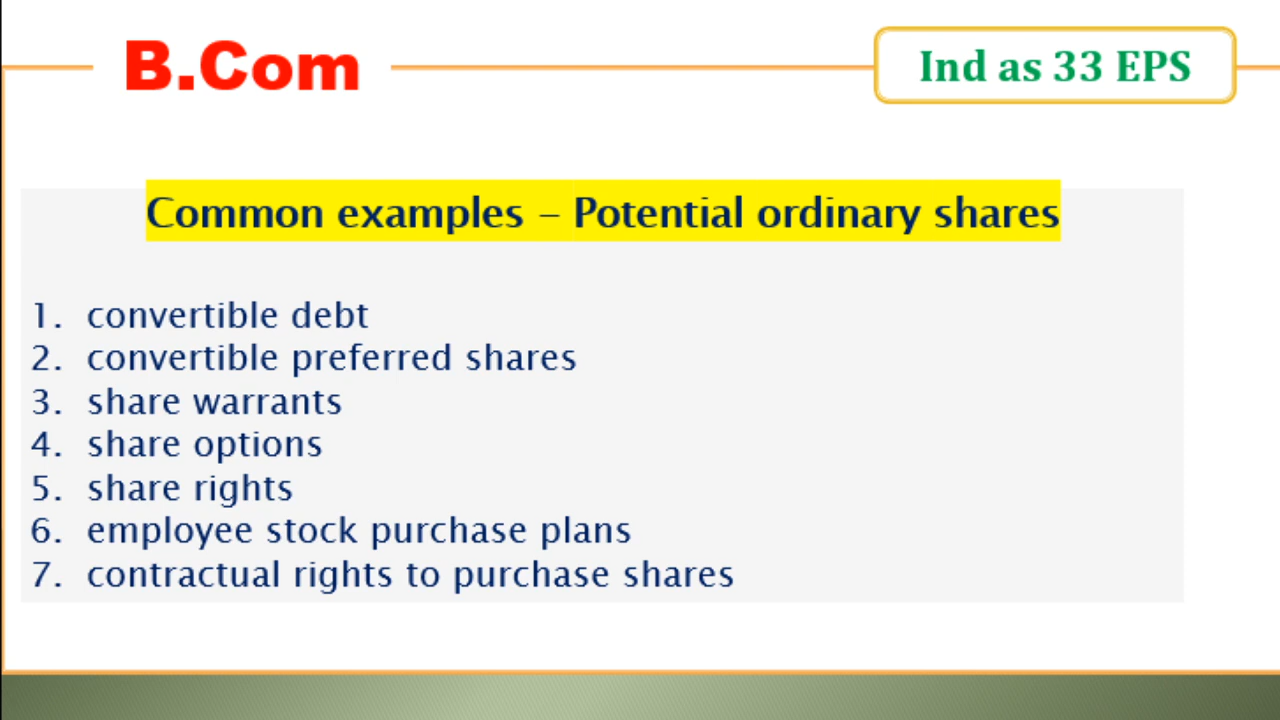 B.Com
Ind as 33 EPS
Common examples – Potential ordinary shares
1. convertible debt
2. convertible preferred shares
3. share warrants
4. share options
5. share rights
6. employee stock purchase plans
7. contractual rights to purchase shares